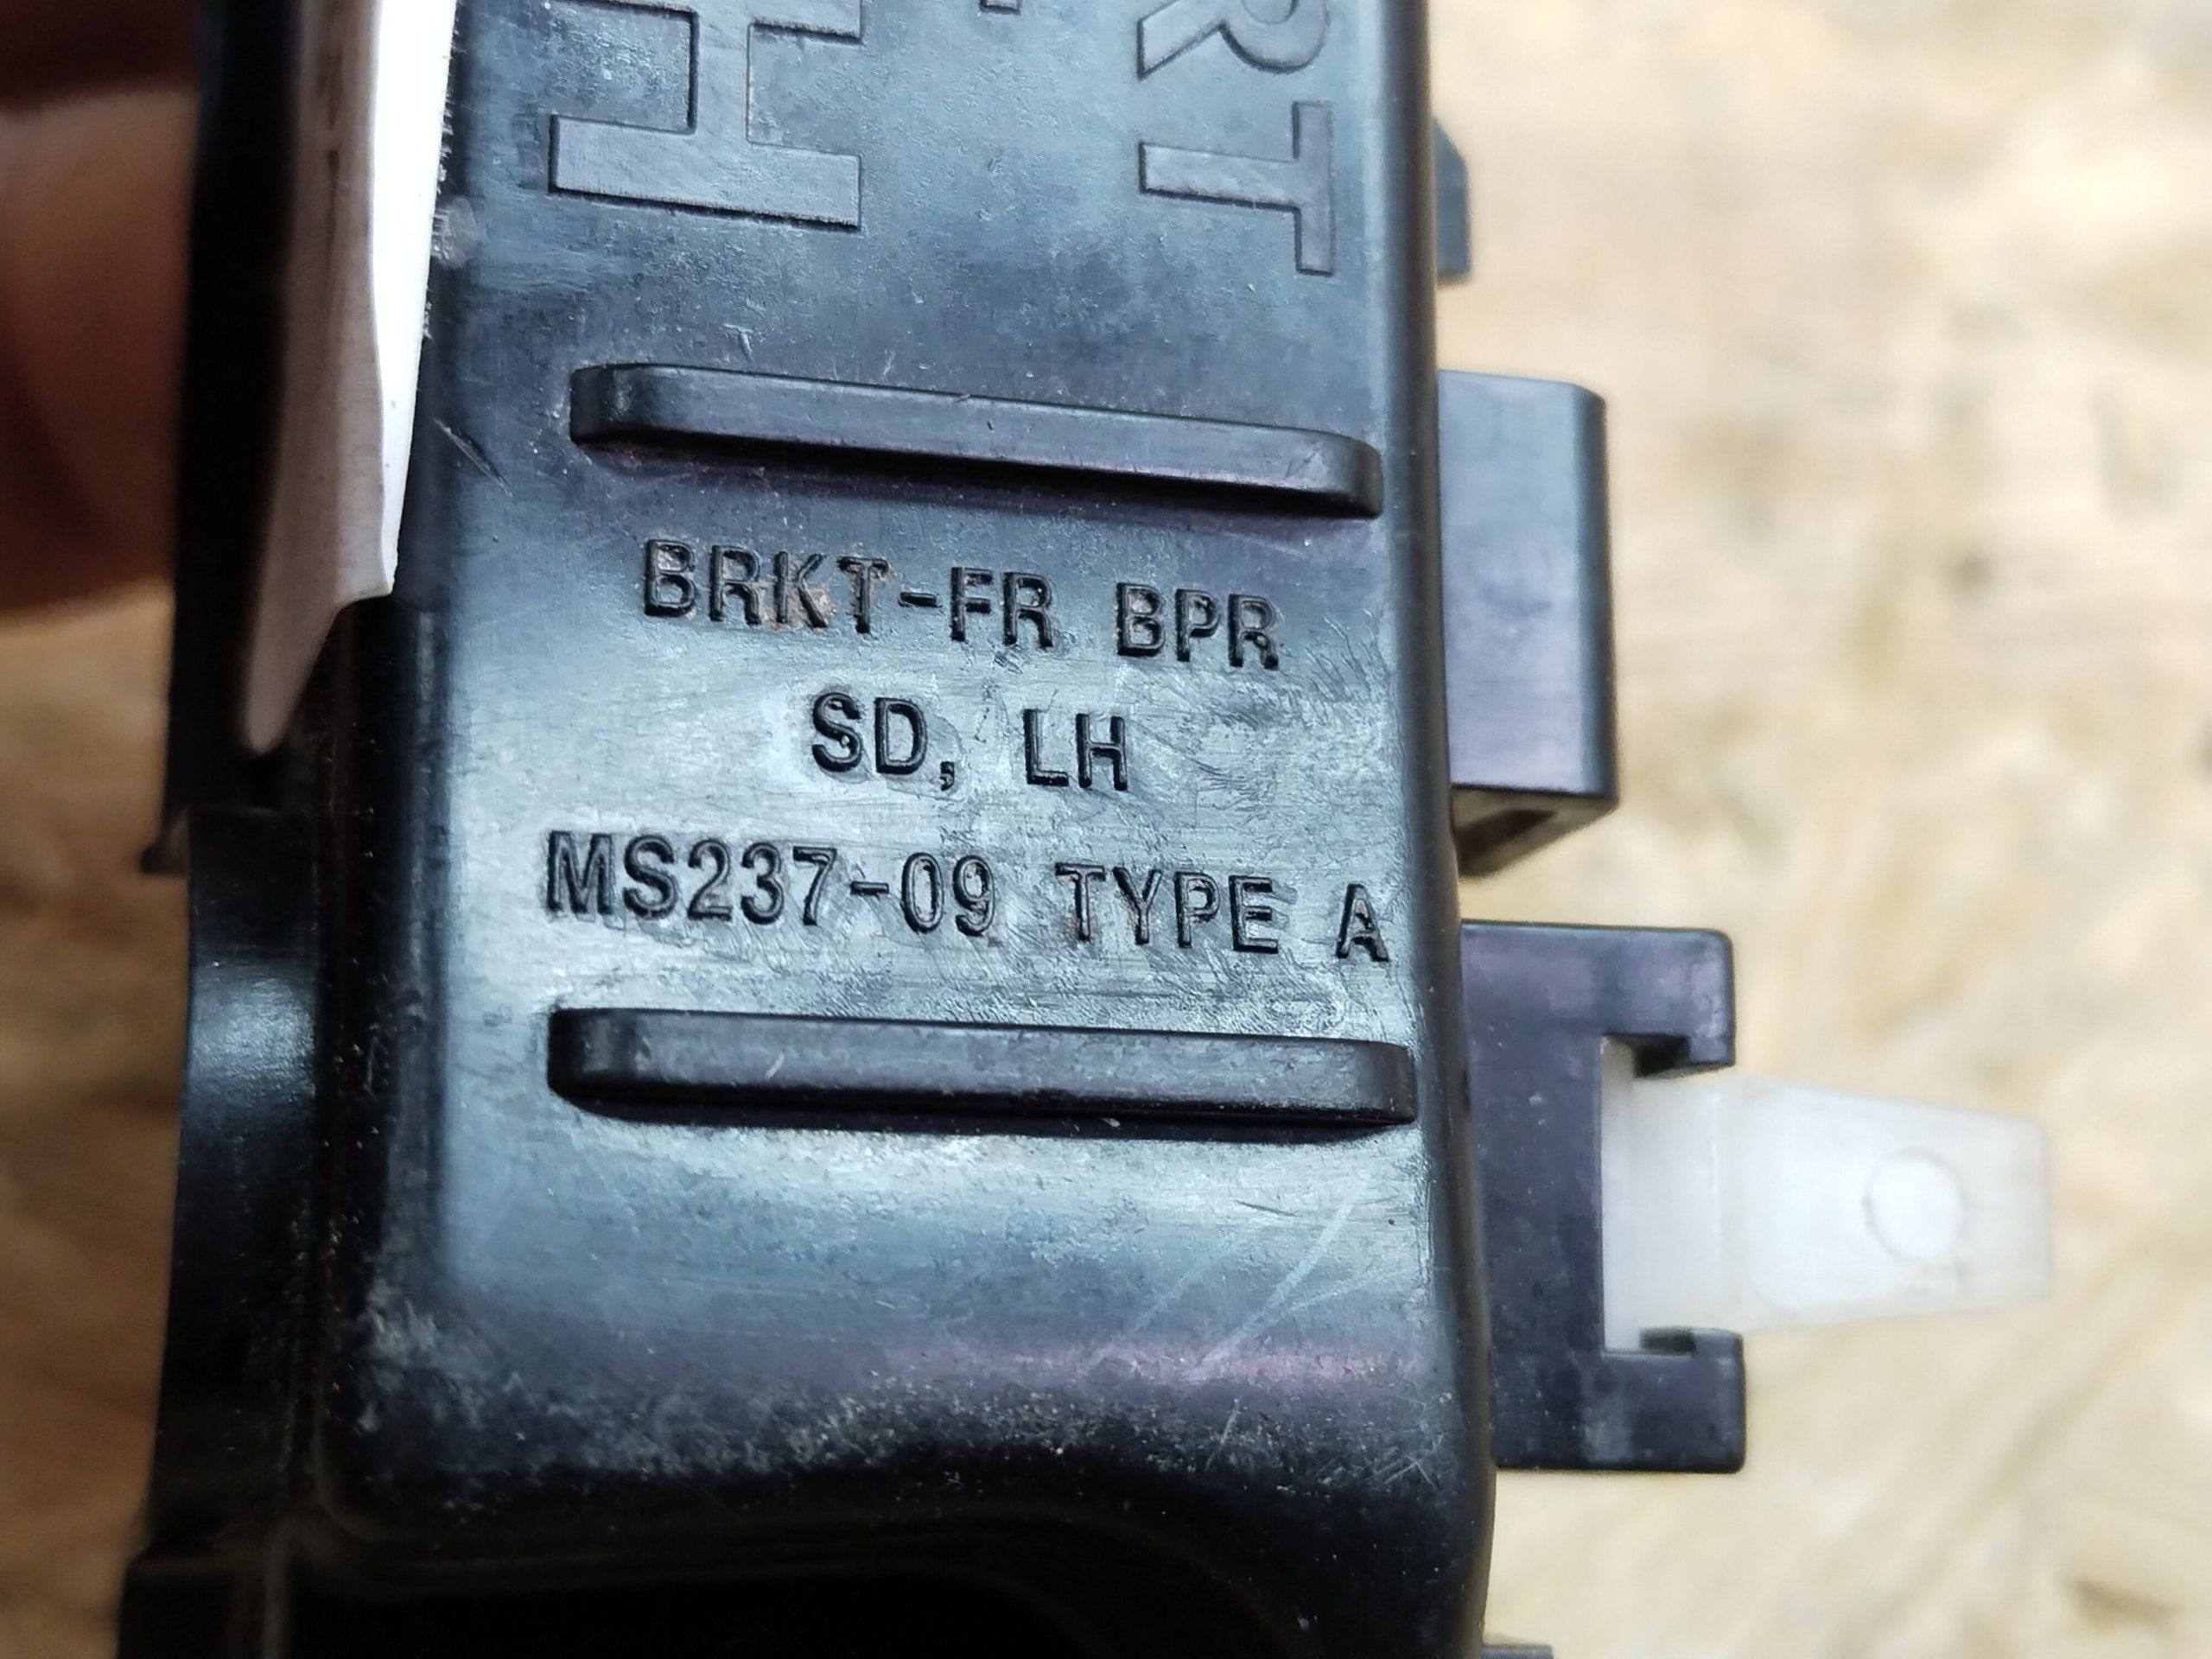 BRKT-FR BPR
SD, LH
MS237-09 TYPE A